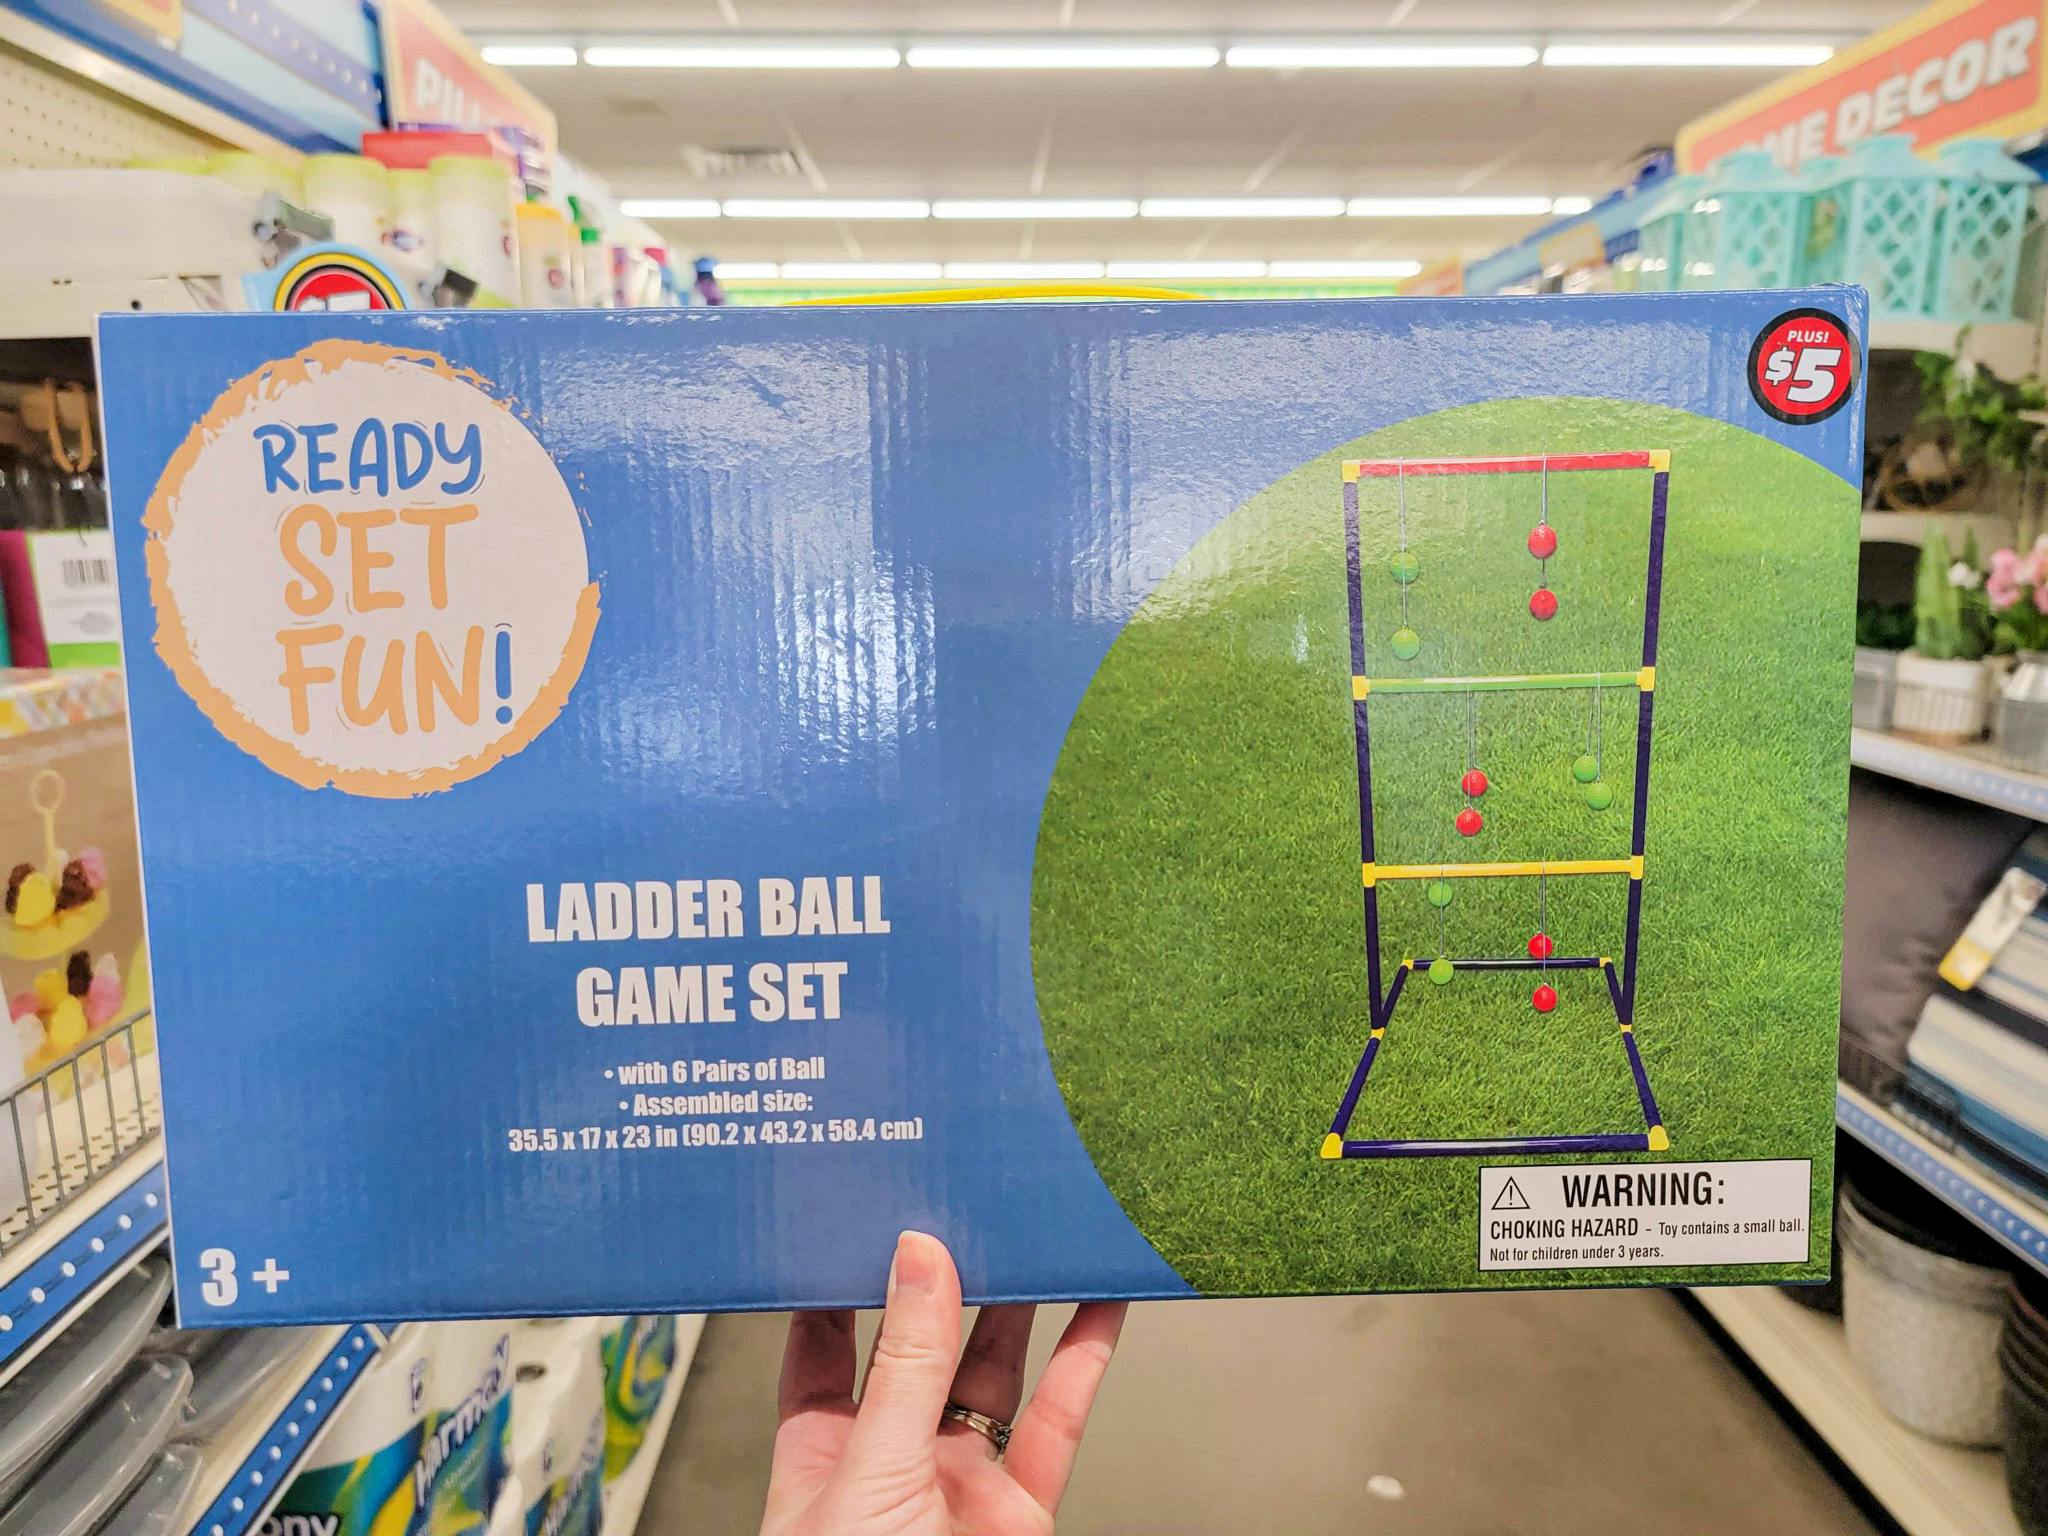 HOME DECOR
PLUS!
$5
READY
SET
FUN!
LADDER BALL
GAME SET
• with 6 Pairs of Ball
• Assembled size:
35.5 x 17 x 23 in (90.2 x 43.2 x 58.4 cm)
3+
WARNING:
CHOKING HAZARD - Toy contains a small ball.
Not for children under 3 years.
Harmony